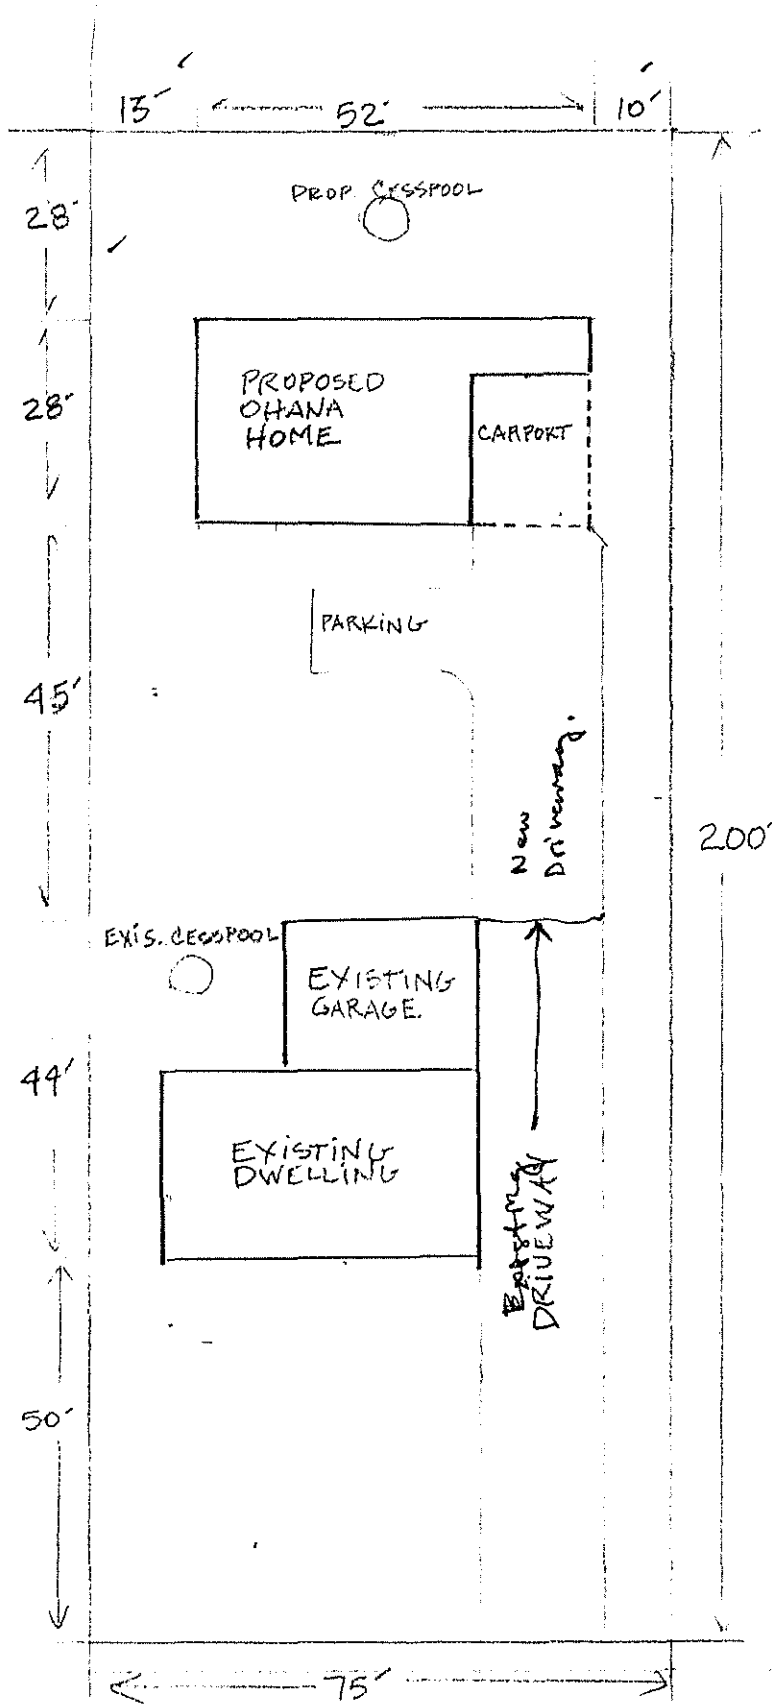 13´ 52´ 10´
28´
PROP. CESSPOOL
28´
PROPOSED
OHANA
HOME
CARPORT
PARKING
45´
New
Driveway.
200´
EXIS. CESSPOOL
EXISTING
GARAGE
44´
EXISTING
DWELLING
Existing
DRIVEWAY
50´
75´